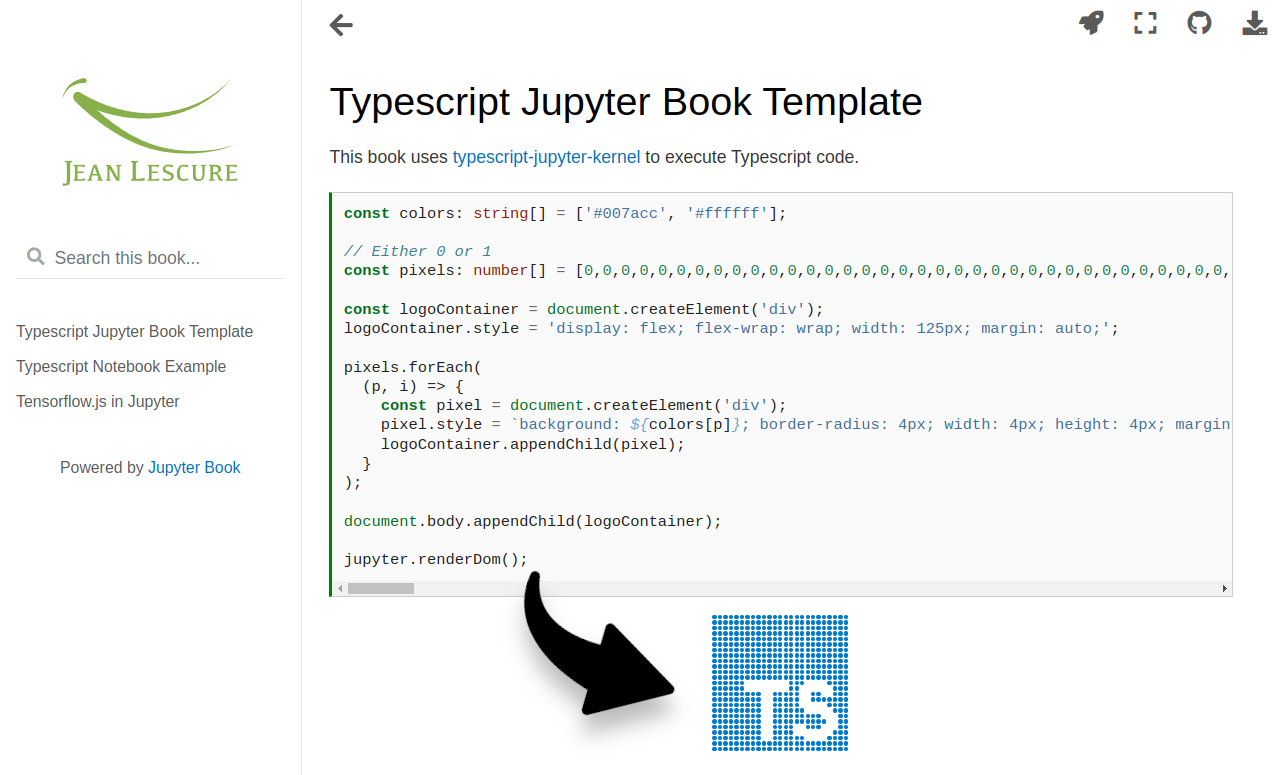 JEAN LESCURE
Search this book...
Typescript Jupyter Book Template
Typescript Notebook Example
Tensorflow.js in Jupyter
Powered by Jupyter Book
Typescript Jupyter Book Template
This book uses typescript-jupyter-kernel to execute Typescript code.
const colors: string[] = ['#007acc', '#ffffff'];
// Either 0 or 1
const pixels: number[] = [0,0,0,0,0,0,0,0,0,0,0,0,0,0,0,0,0,0,0,0,0,0,0,0,0,0,0,0,0,0,0,0,0,0,0,
const logoContainer = document.createElement('div');
logoContainer.style = 'display: flex; flex-wrap: wrap; width: 125px; margin: auto;';
pixels.forEach(
  (p, i) => {
    const pixel = document.createElement('div');
    pixel.style = `background: ${colors[p]}; border-radius: 4px; width: 4px; height: 4px; margin
    logoContainer.appendChild(pixel);
  }
);
document.body.appendChild(logoContainer);
jupyter.renderDom();
TS